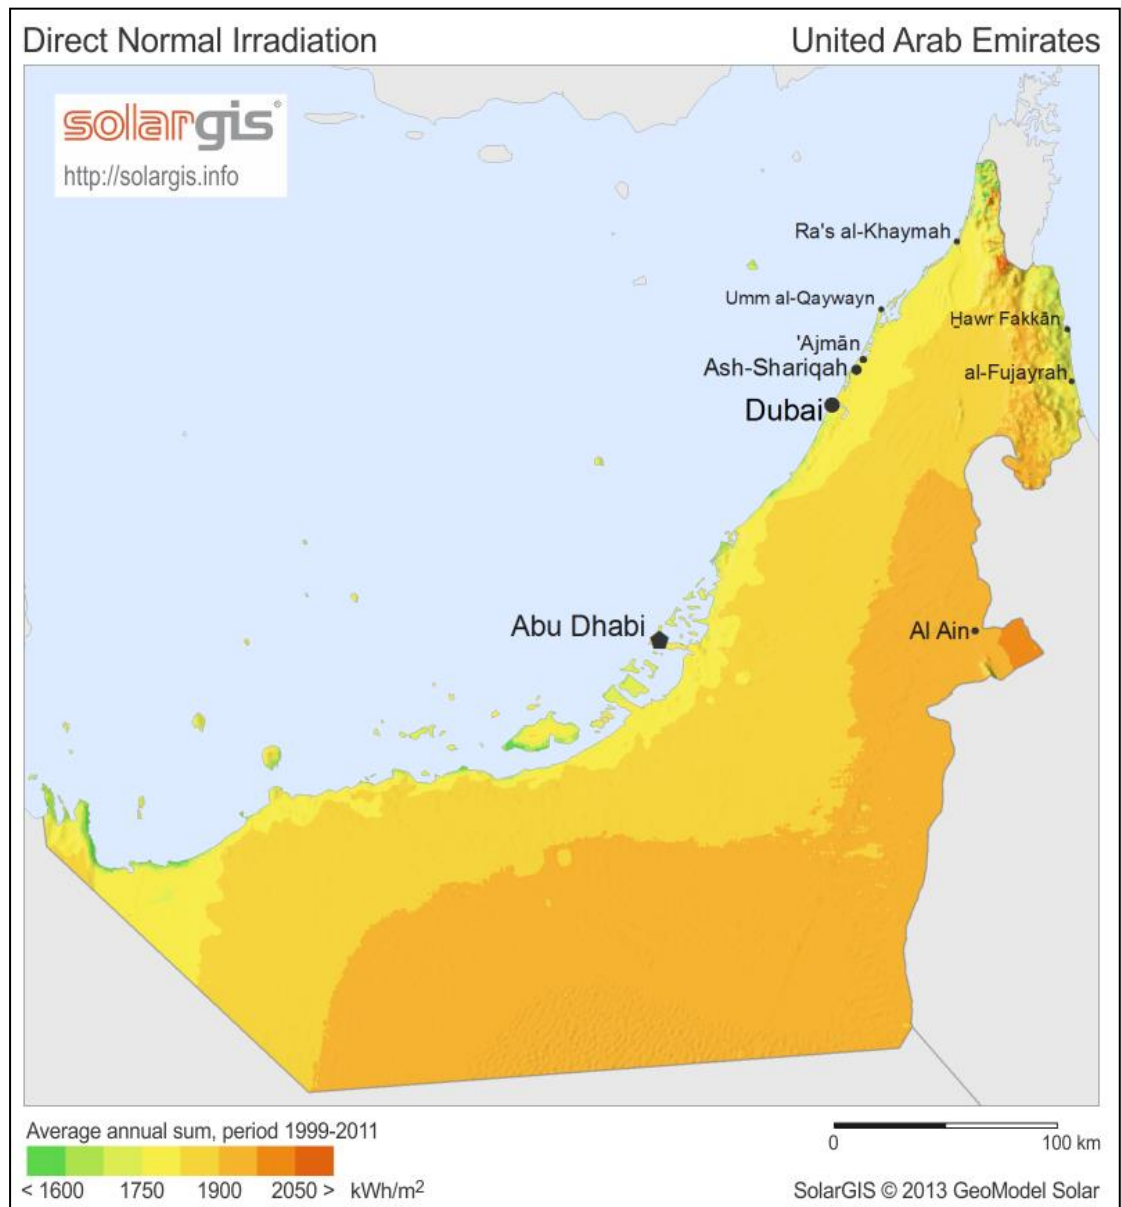 Direct Normal Irradiation
United Arab Emirates
solargis®
http://solargis.info
Ra's al-Khaymah
Umm al-Qaywayn
H̱awr Fakkān
'Ajmān
Ash-Shariqah
al-Fujayrah
Dubai
Abu Dhabi
Al Ain
Average annual sum, period 1999-2011
< 1600 1750 1900 2050 > kWh/m²
0 100 km
SolarGIS © 2013 GeoModel Solar